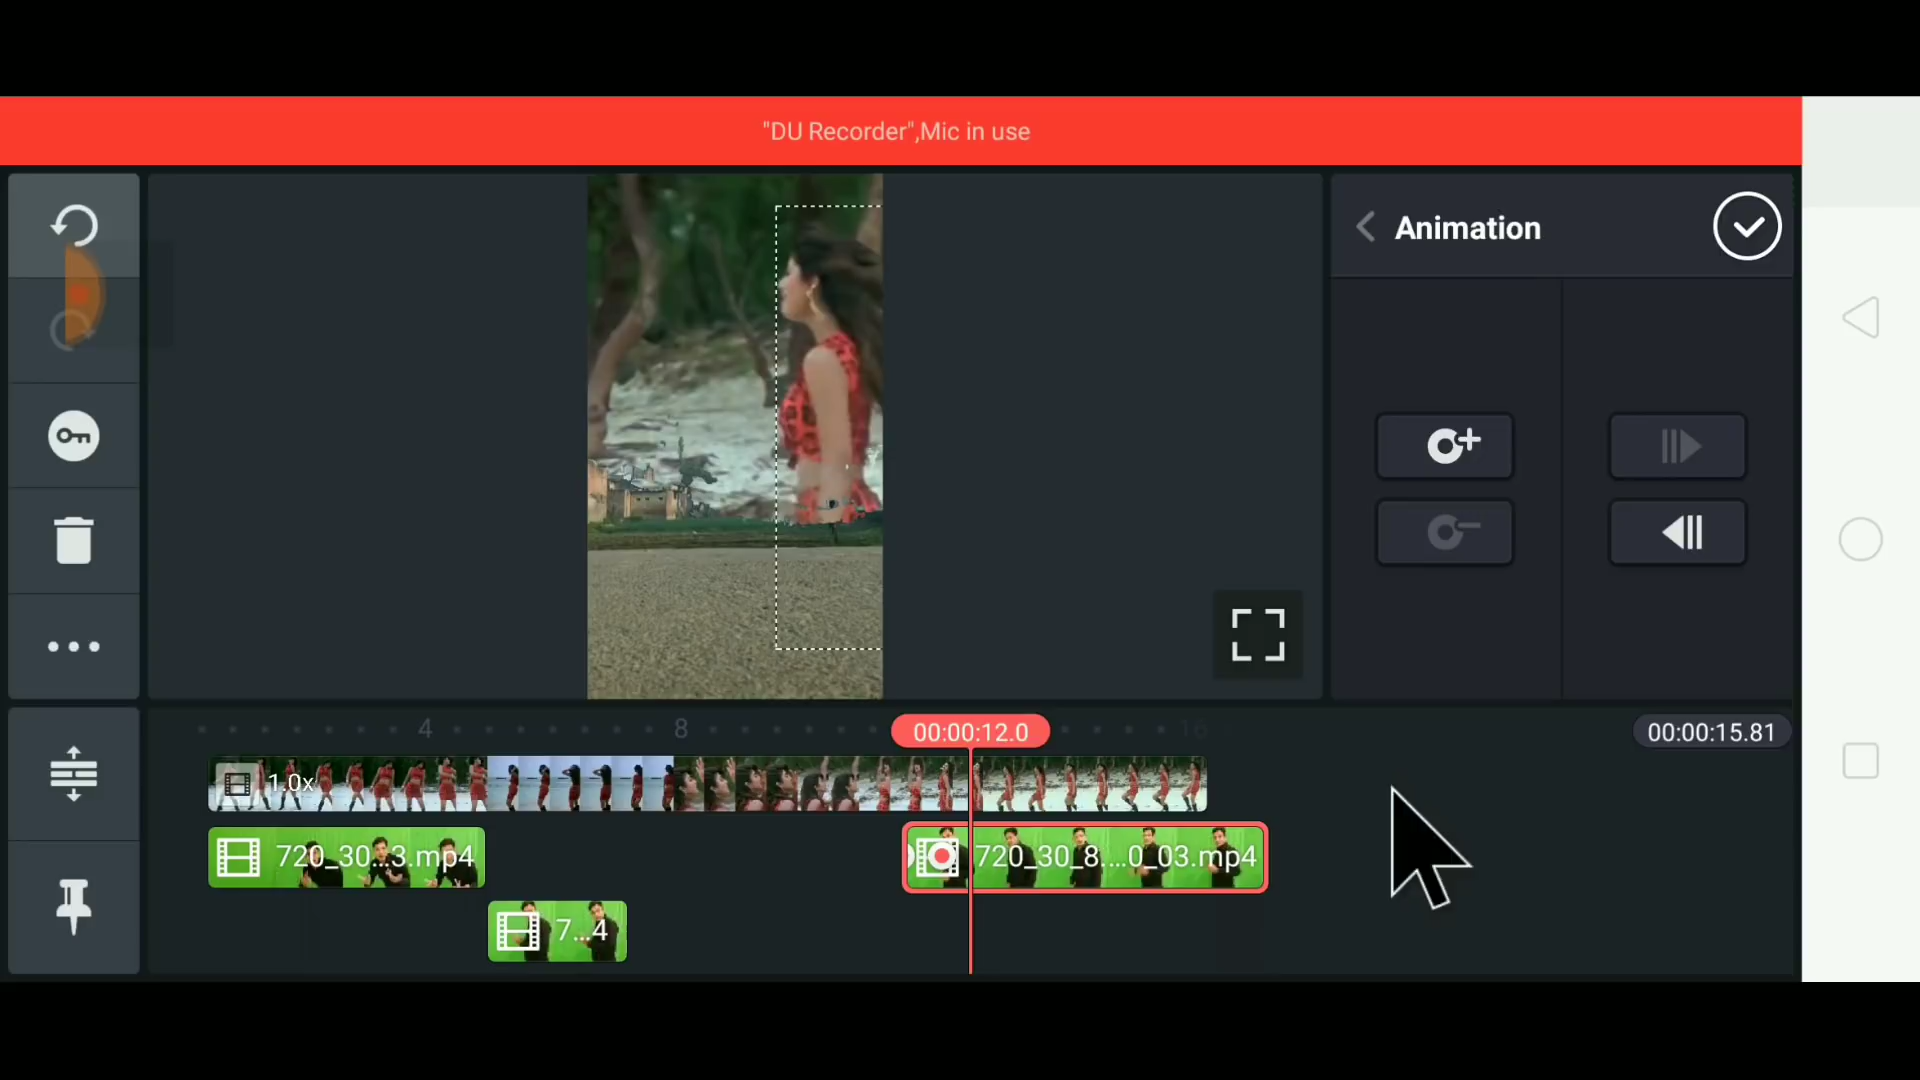 "DU Recorder",Mic in use
Animation
4
8
16
00:00:12.0
00:00:15.81
1.0x
720_30...3.mp4
720_30_8....0_03.mp4
7...4